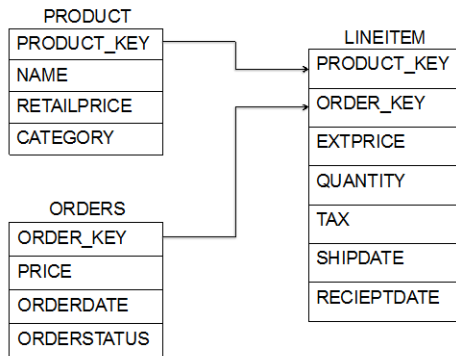 PRODUCT
PRODUCT_KEY
NAME
RETAILPRICE
CATEGORY
ORDERS
ORDER_KEY
PRICE
ORDERDATE
ORDERSTATUS
LINEITEM
PRODUCT_KEY
ORDER_KEY
EXTPRICE
QUANTITY
TAX
SHIPDATE
RECIEPTDATE